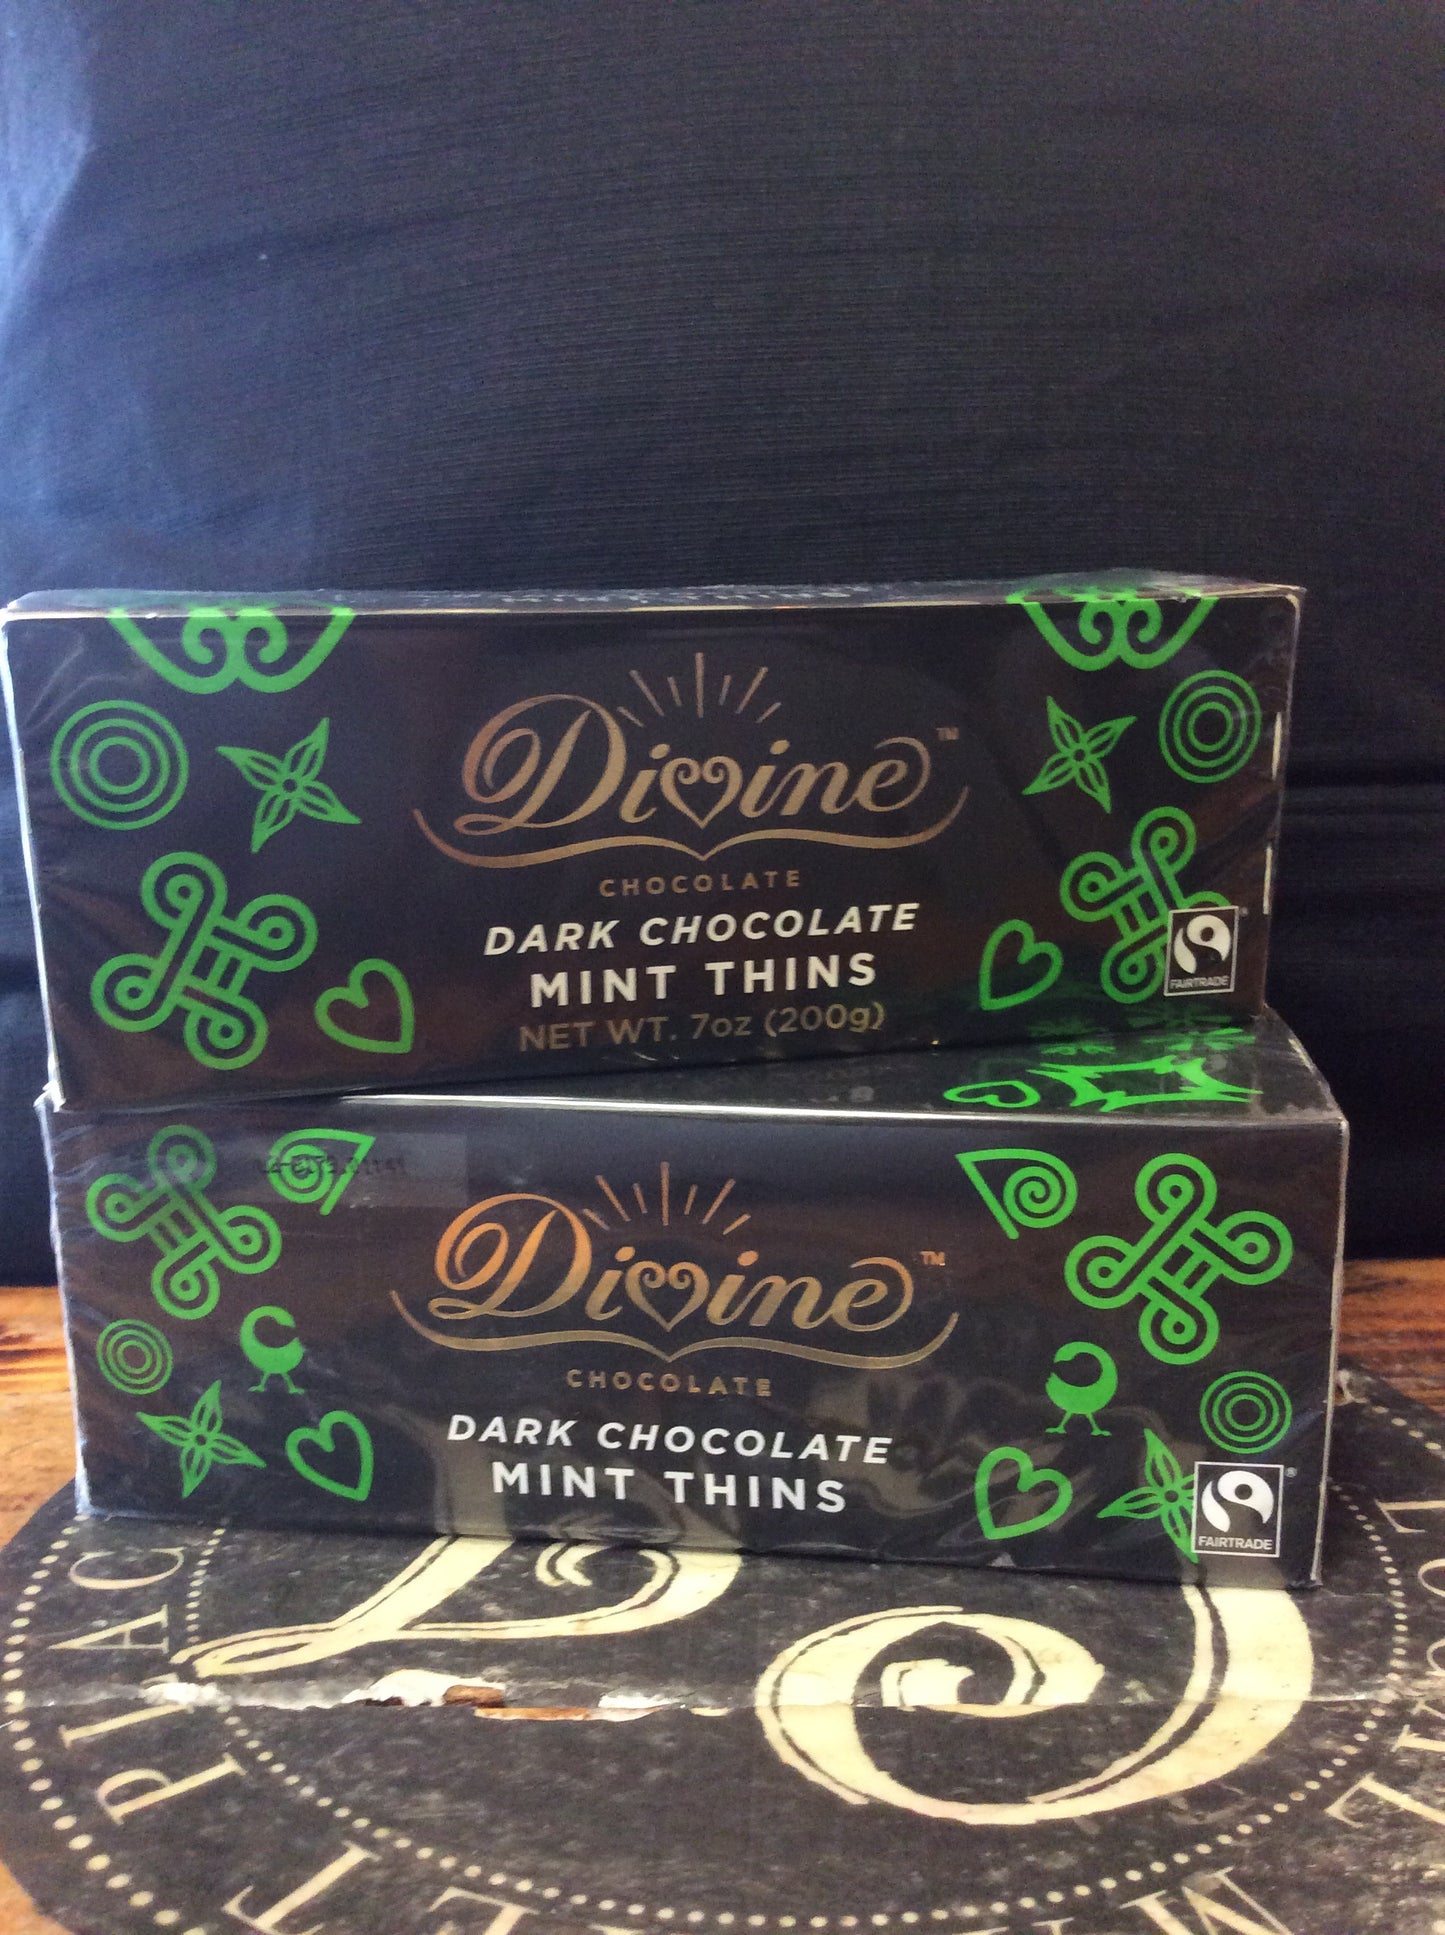 Divine™
CHOCOLATE
DARK CHOCOLATE
MINT THINS
NET WT. 7oz (200g)
FAIRTRADE
Divine™
CHOCOLATE
DARK CHOCOLATE
MINT THINS
FAIRTRADE ®